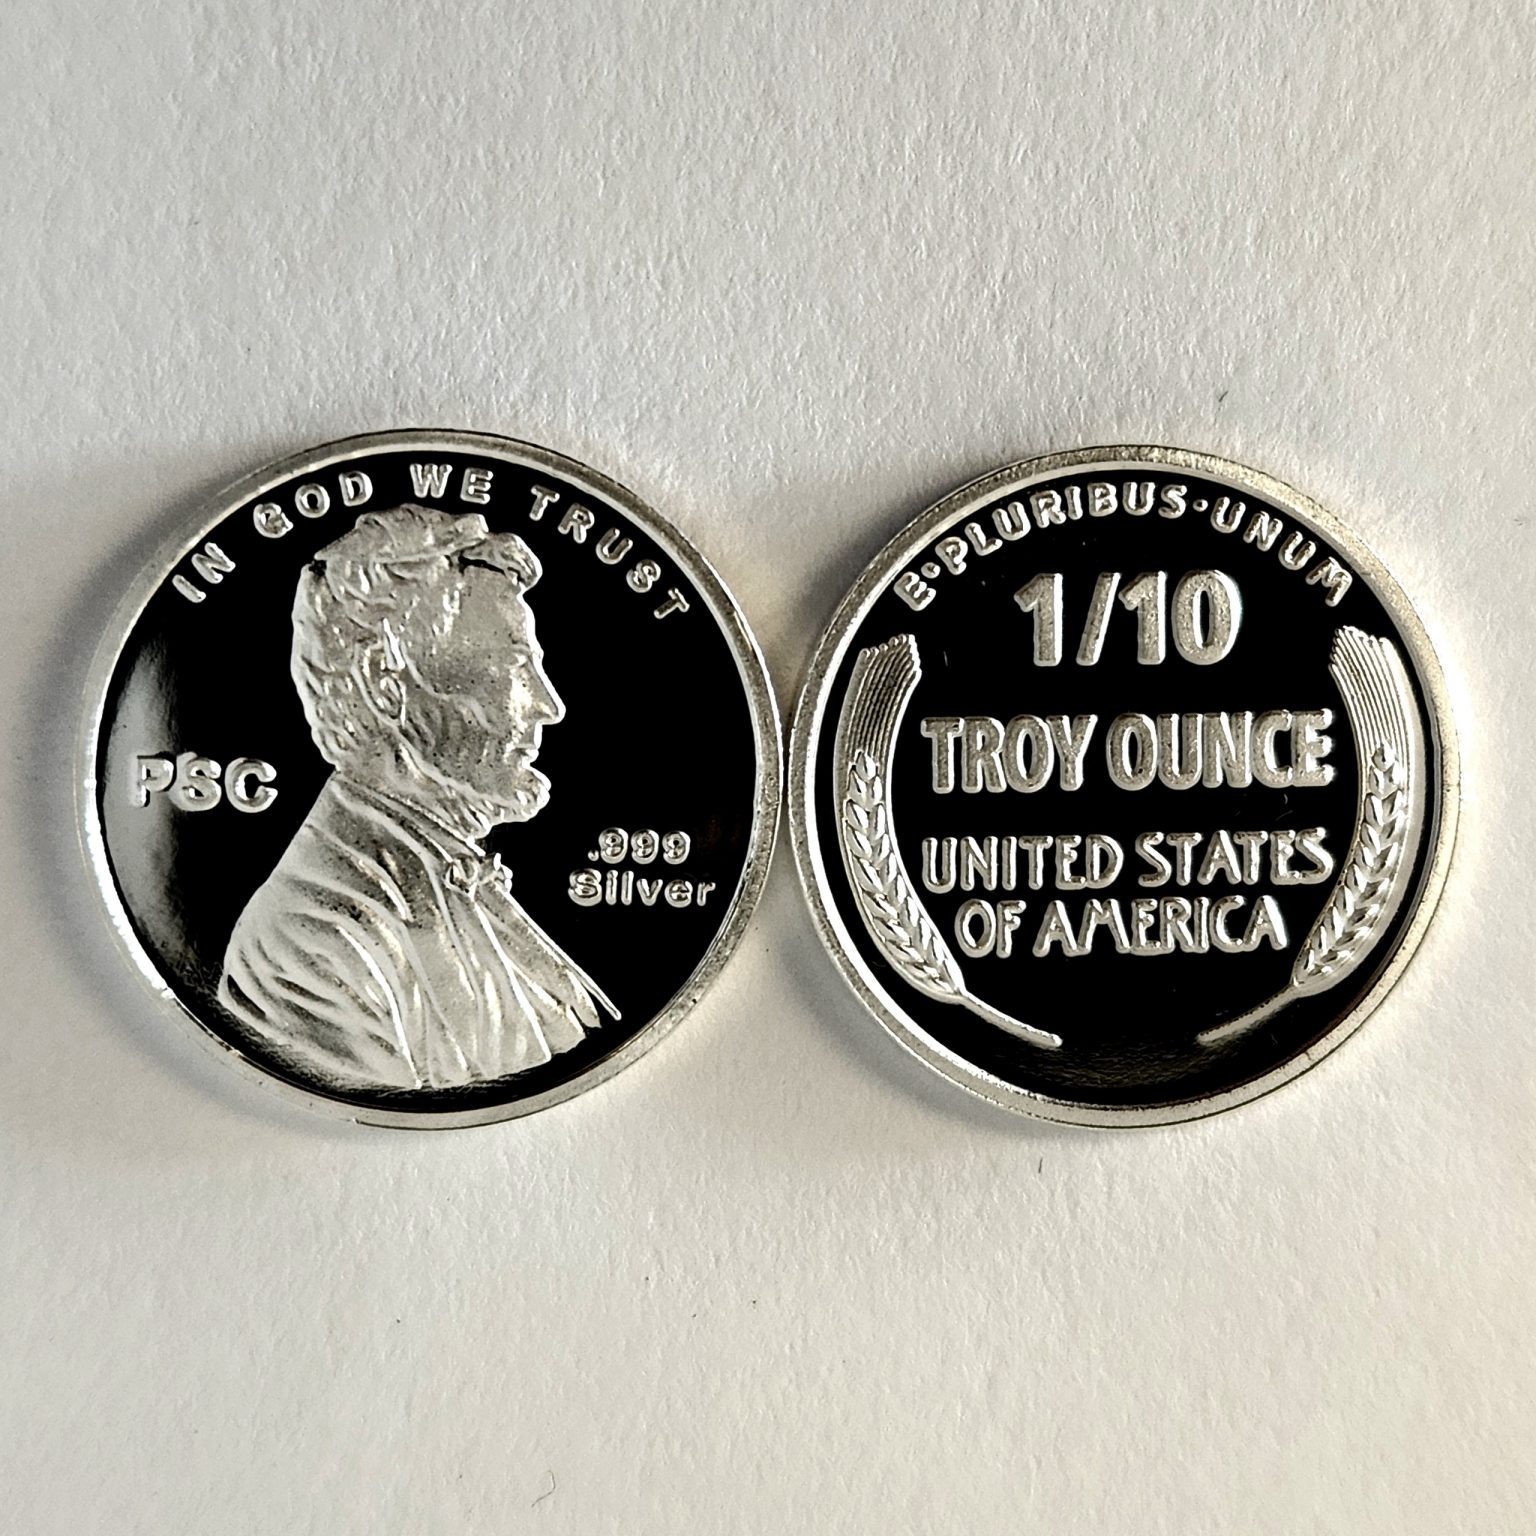 IN GOD WE TRUST
PSC
.999
Silver
E•PLURIBUS•UNUM
1/10
TROY OUNCE
UNITED STATES
OF AMERICA